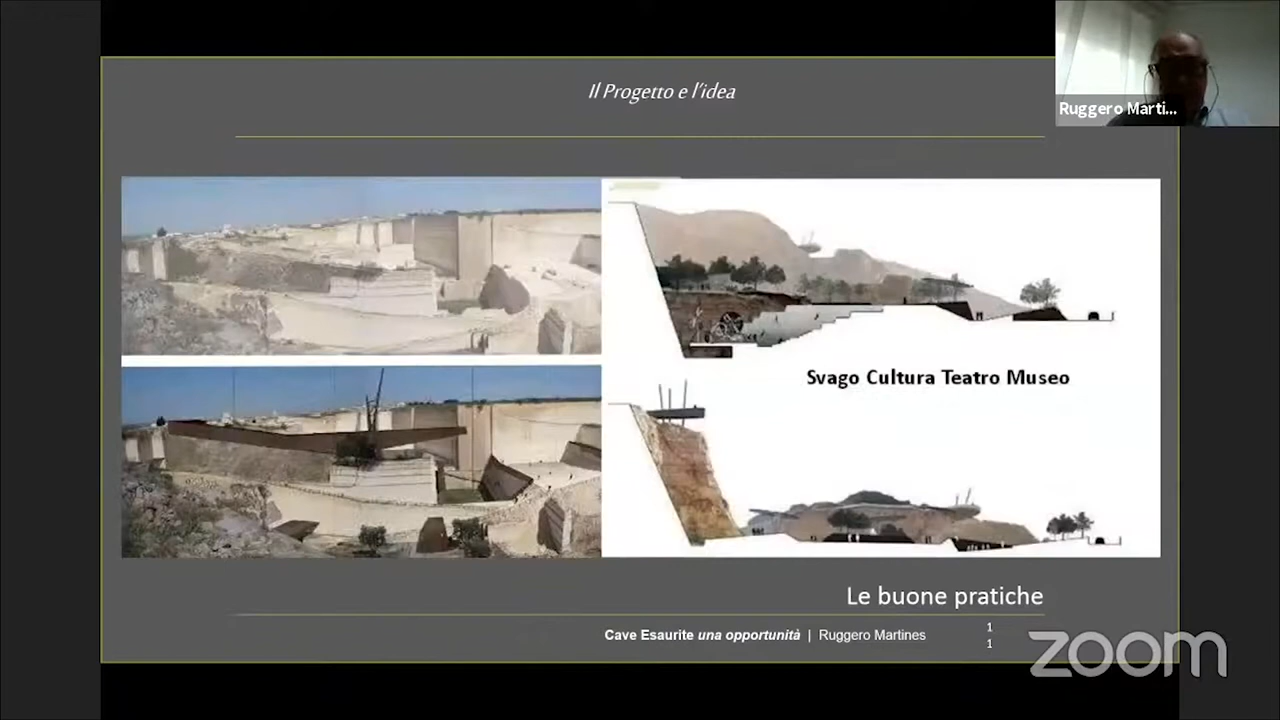 Il Progetto e l'idea
Ruggero Marti...
Svago Cultura Teatro Museo
Le buone pratiche
Cave Esaurite una opportunità | Ruggero Martines
1
1
zoom